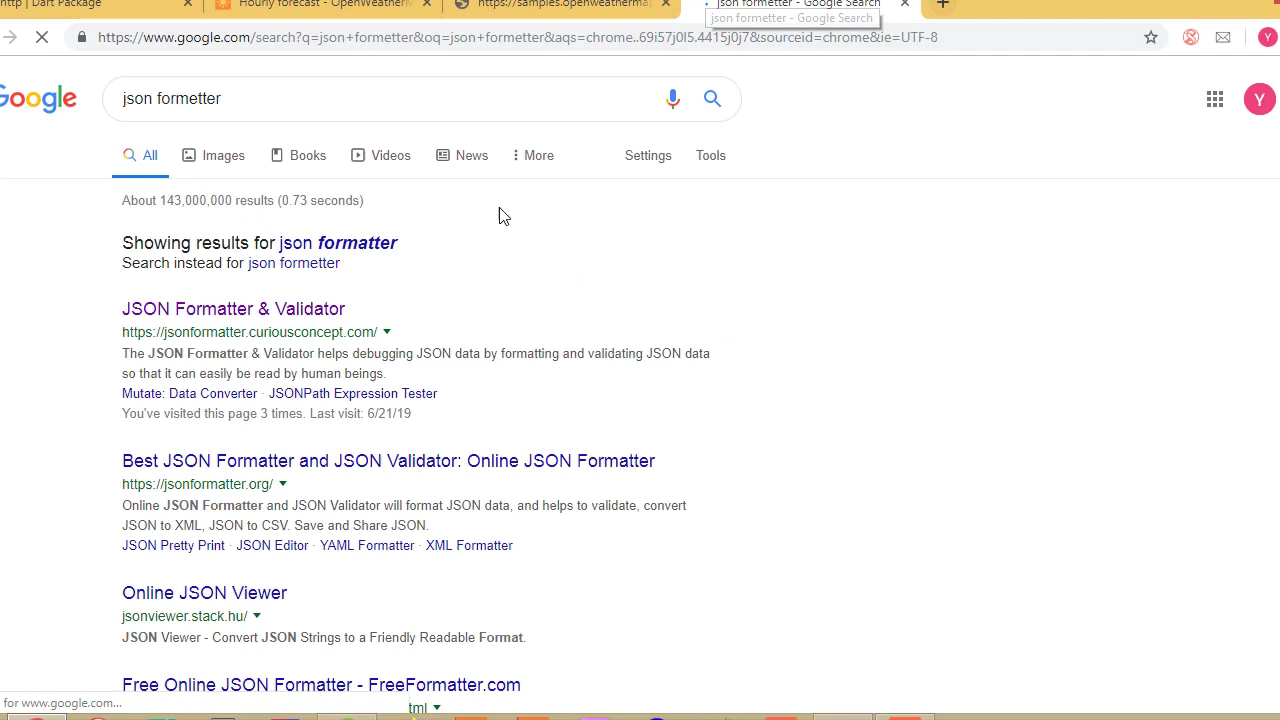 http | Dart Package
Hourly forecast - OpenWeatherM
https://samples.openweathermap
json formetter - Google Search
json formetter - Google Search
https://www.google.com/search?q=json+formetter&oq=json+formetter&aqs=chrome..69i57j0l5.4415j0j7&sourceid=chrome&ie=UTF-8
Y
Google
json formetter
Y
All
Images
Books
Videos
News
More
Settings
Tools
About 143,000,000 results (0.73 seconds)
Showing results for json formatter
Search instead for json formetter
JSON Formatter & Validator
https://jsonformatter.curiousconcept.com/
The JSON Formatter & Validator helps debugging JSON data by formatting and validating JSON data
so that it can easily be read by human beings.
Mutate: Data Converter · JSONPath Expression Tester
You've visited this page 3 times. Last visit: 6/21/19
Best JSON Formatter and JSON Validator: Online JSON Formatter
https://jsonformatter.org/
Online JSON Formatter and JSON Validator will format JSON data, and helps to validate, convert
JSON to XML, JSON to CSV. Save and Share JSON.
JSON Pretty Print · JSON Editor · YAML Formatter · XML Formatter
Online JSON Viewer
jsonviewer.stack.hu/
JSON Viewer - Convert JSON Strings to a Friendly Readable Format.
Free Online JSON Formatter - FreeFormatter.com
for www.google.com...
tml